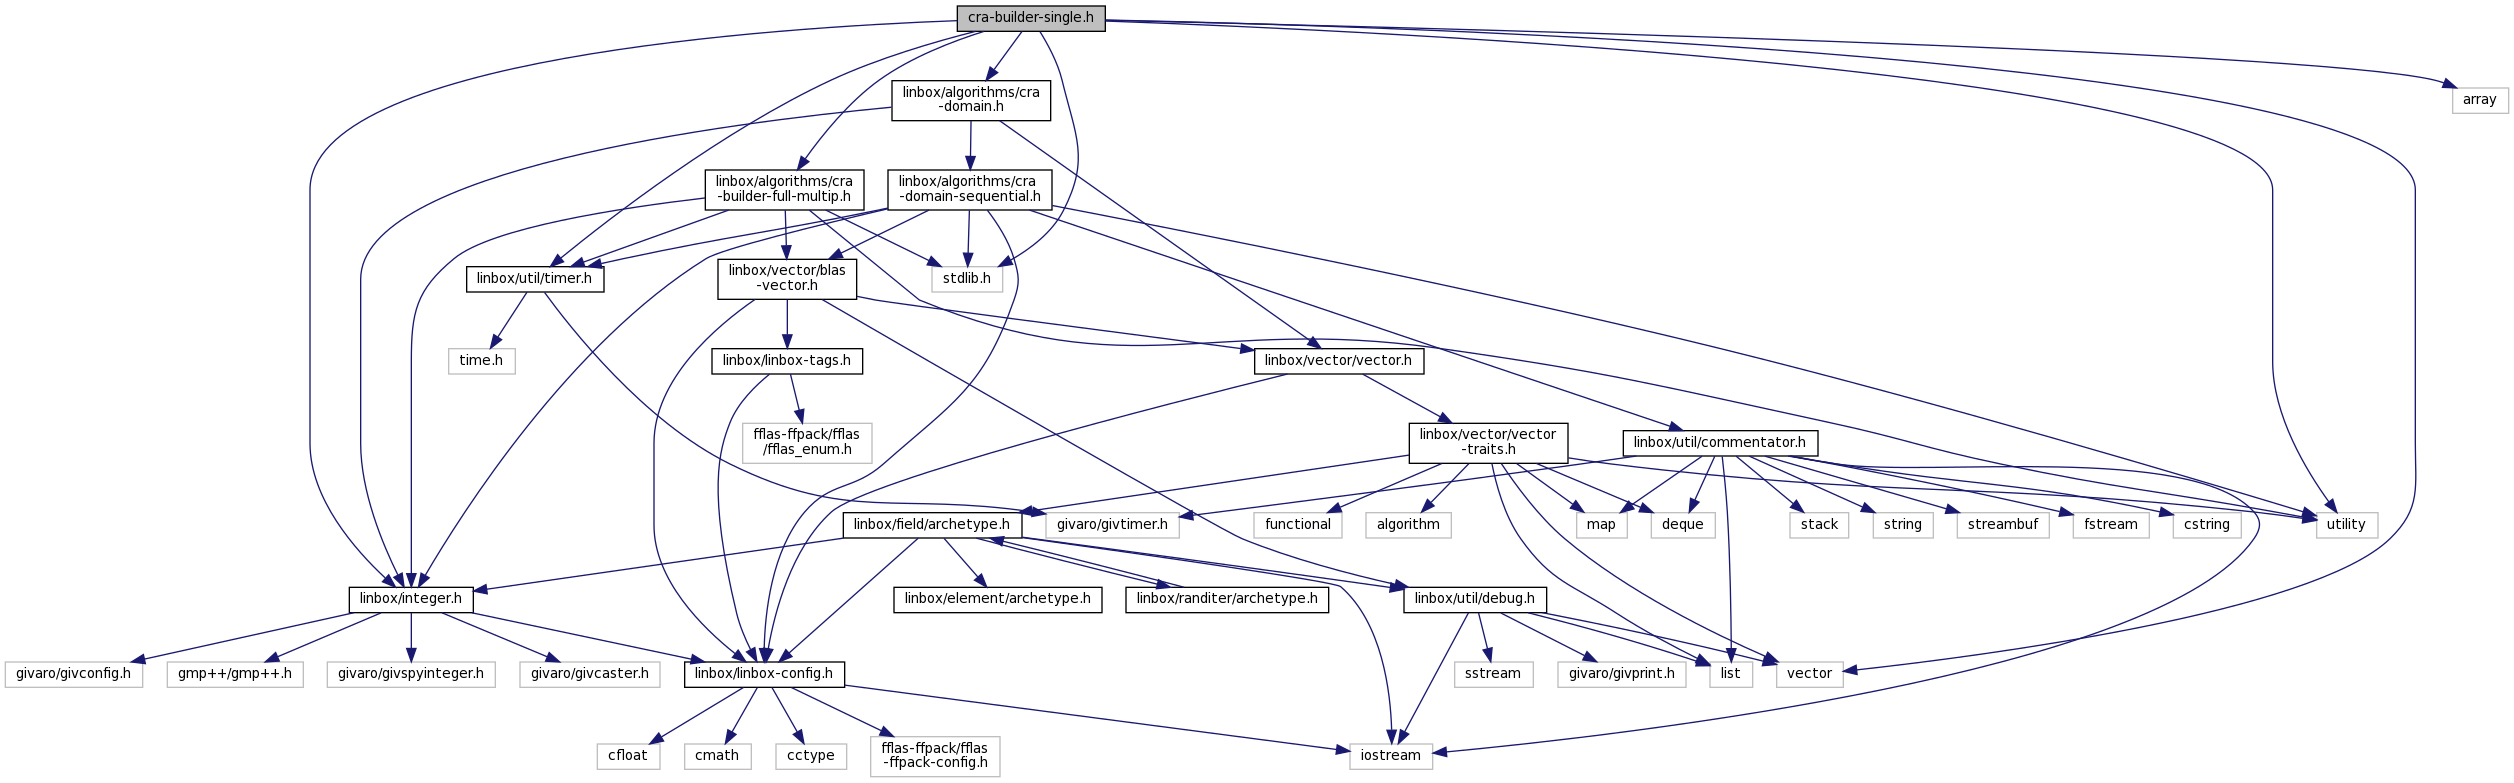 cra-builder-single.h
linbox/algorithms/cra
-domain.h
array
linbox/algorithms/cra
-builder-full-multip.h
linbox/algorithms/cra
-domain-sequential.h
linbox/util/timer.h
linbox/vector/blas
-vector.h
stdlib.h
time.h
linbox/linbox-tags.h
linbox/vector/vector.h
fflas-ffpack/fflas
/fflas_enum.h
linbox/vector/vector
-traits.h
linbox/util/commentator.h
linbox/field/archetype.h
givaro/givtimer.h
functional
algorithm
map
deque
stack
string
streambuf
fstream
cstring
utility
linbox/integer.h
linbox/element/archetype.h
linbox/randiter/archetype.h
linbox/util/debug.h
givaro/givconfig.h
gmp++/gmp++.h
givaro/givspyinteger.h
givaro/givcaster.h
linbox/linbox-config.h
sstream
givaro/givprint.h
list
vector
cfloat
cmath
cctype
fflas-ffpack/fflas
-ffpack-config.h
iostream